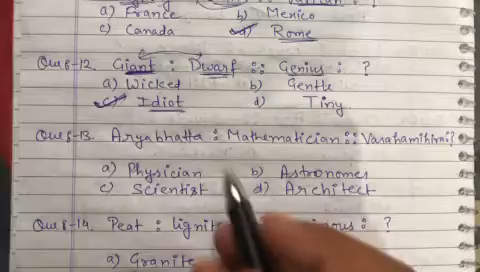 a) France b) Mexico
c) Canada d) Rome
Ques-12. Giant : Dwarf :: Genius : ?
a) Wicked b) Gentle
c) Idiot d) Tiny
Ques-13. Aryabhatta : Mathematician :: Varahamihira ?
a) Physician b) Astronomer
c) Scientist d) Architect
Ques-14. Peat : lignite : ?
a) Granite